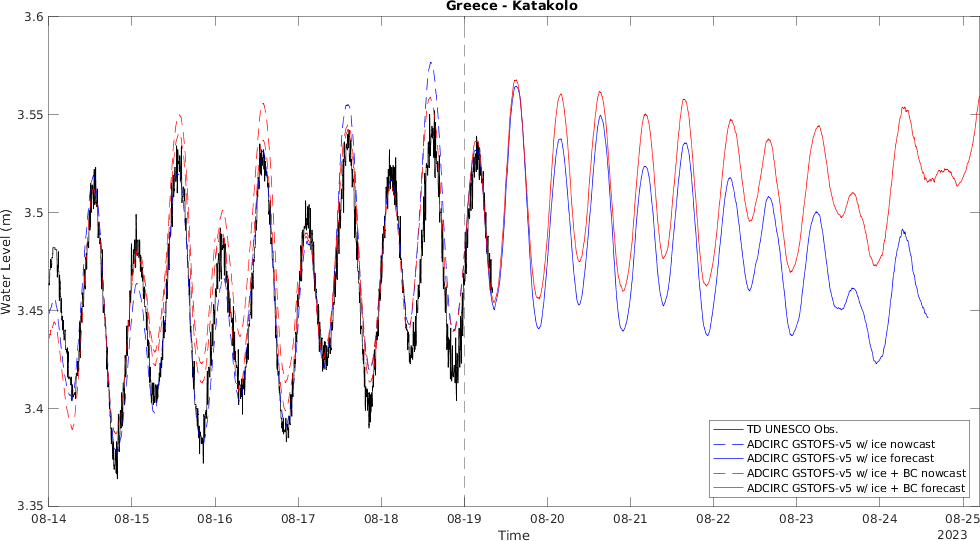 Greece - Katakolo
3.6
3.55
3.5
3.45
3.4
3.35
Water Level (m)
08-14 08-15 08-16 08-17 08-18 08-19 08-20 08-21 08-22 08-23 08-24 08-25
Time
2023
TD UNESCO Obs.
ADCIRC GSTOFS-v5 w/ ice nowcast
ADCIRC GSTOFS-v5 w/ ice forecast
ADCIRC GSTOFS-v5 w/ ice + BC nowcast
ADCIRC GSTOFS-v5 w/ ice + BC forecast